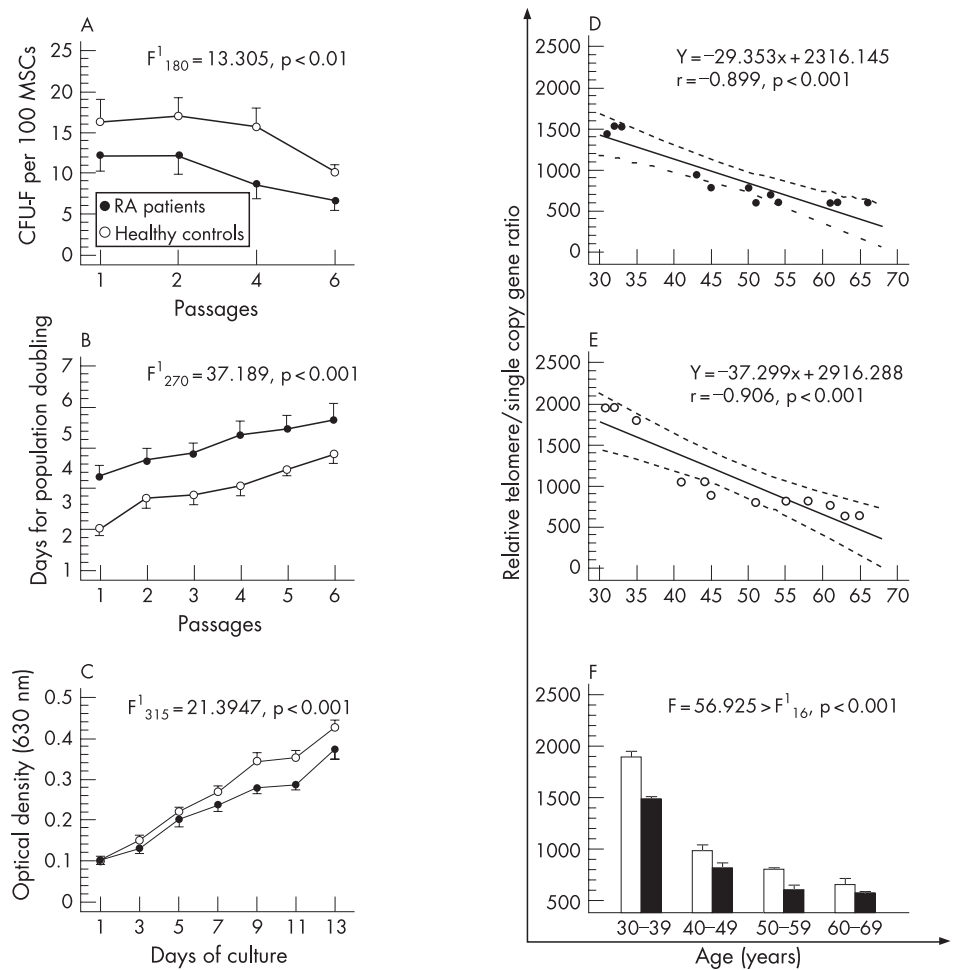 A
F¹₁₈₀ = 13.305, p < 0.01
CFU-F per 100 MSCs
25
20
15
10
5
0
RA patients
Healthy controls
1 2 4 6
Passages
B
F¹₂₇₀ = 37.189, p < 0.001
Days for population doubling
7
6
5
4
3
2
1
1 2 3 4 5 6
Passages
C
F¹₃₁₅ = 21.3947, p < 0.001
Optical density (630 nm)
0.5
0.4
0.3
0.2
0.1
0
1 3 5 7 9 11 13
Days of culture
Relative telomere/single copy gene ratio
D
Y = –29.353x + 2316.145
r = –0.899, p < 0.001
2500
2000
1500
1000
500
0
30 35 40 45 50 55 60 65 70
E
Y = –37.299x + 2916.288
r = –0.906, p < 0.001
2500
2000
1500
1000
500
0
30 35 40 45 50 55 60 65 70
F
F = 56.925 > F¹₁₆, p < 0.001
2500
2000
1500
1000
500
30–39 40–49 50–59 60–69
Age (years)